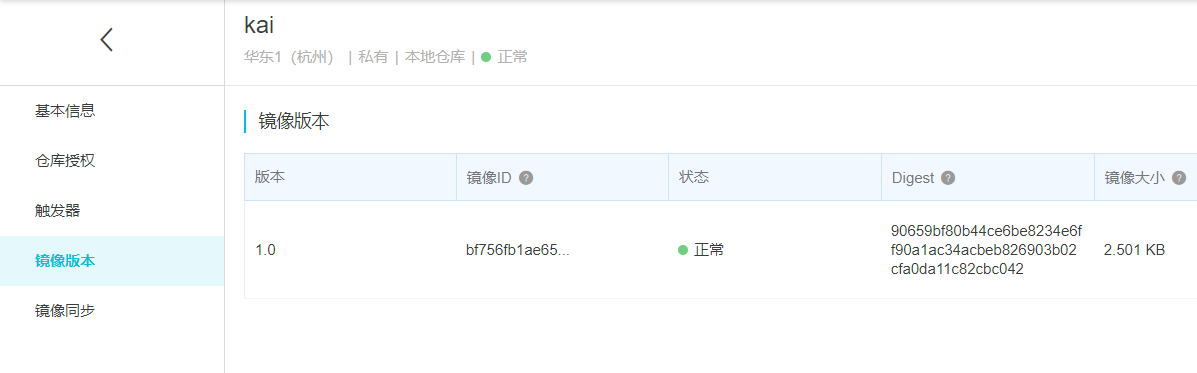 kai
华东1（杭州） | 私有 | 本地仓库 | 正常
基本信息
仓库授权
触发器
镜像版本
镜像同步
镜像版本
版本 镜像ID ? 状态 Digest ? 镜像大小 ?
1.0 bf756fb1ae65... 正常 90659bf80b44ce6be8234e6f
f90a1ac34acbeb826903b02
cfa0da11c82cbc042 2.501 KB